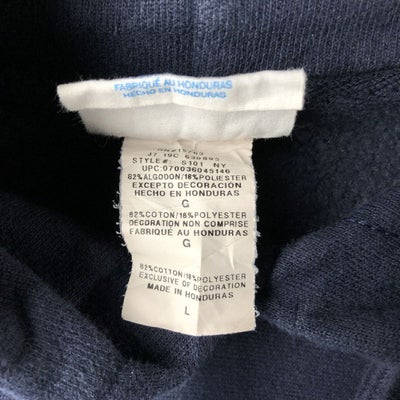 FABRIQUÉ AU HONDURAS
HECHO EN HONDURAS
J7 19C 630895
STYLE#: S101 NY
UPC:070036045146
82%ALGODON/18%POLIESTER
EXCEPTO DECORACION
HECHO EN HONDURAS
G
82%COTON/18%POLYESTER
DECORATION NON COMPRISE
FABRIQUÉ AU HONDURAS
G
82%COTTON/18%POLYESTER
EXCLUSIVE OF DECORATION
MADE IN HONDURAS
L